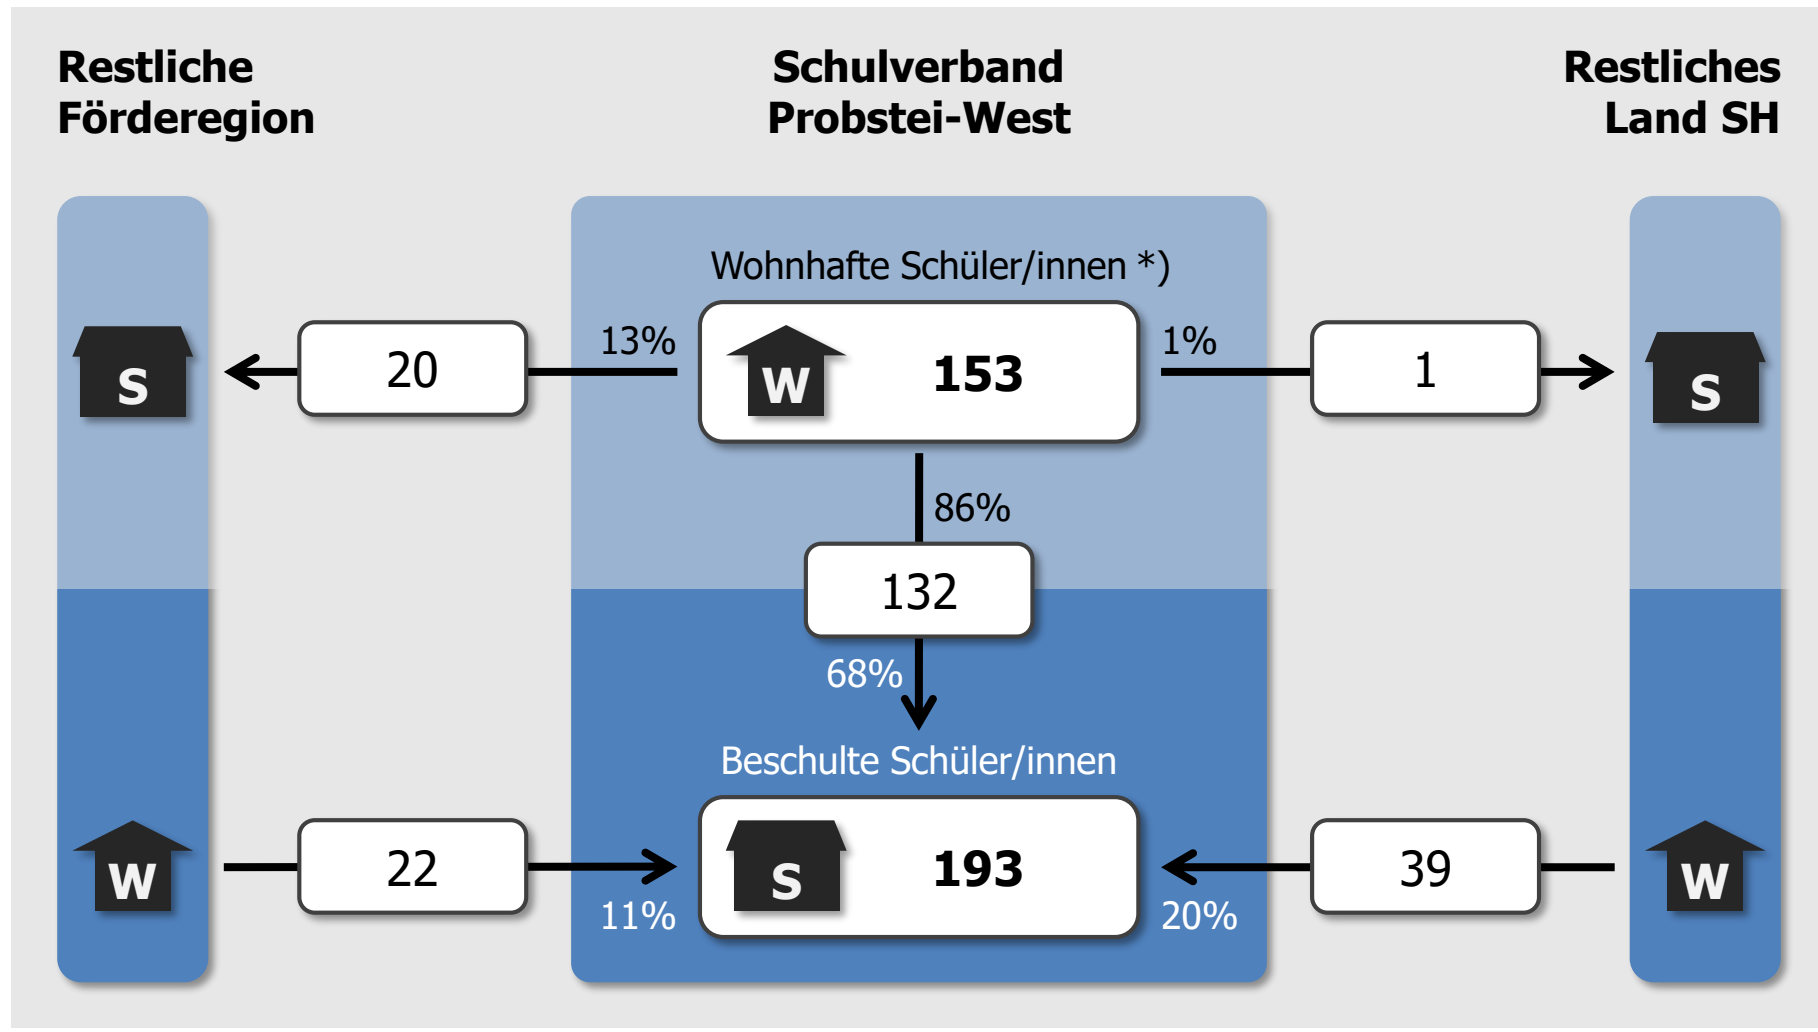 Restliche
Förderegion
Schulverband
Probstei-West
Restliches
Land SH
Wohnhafte Schüler/innen *)
S
20
13%
W
153
1%
1
S
86%
132
68%
Beschulte Schüler/innen
W
22
11%
S
193
20%
39
W